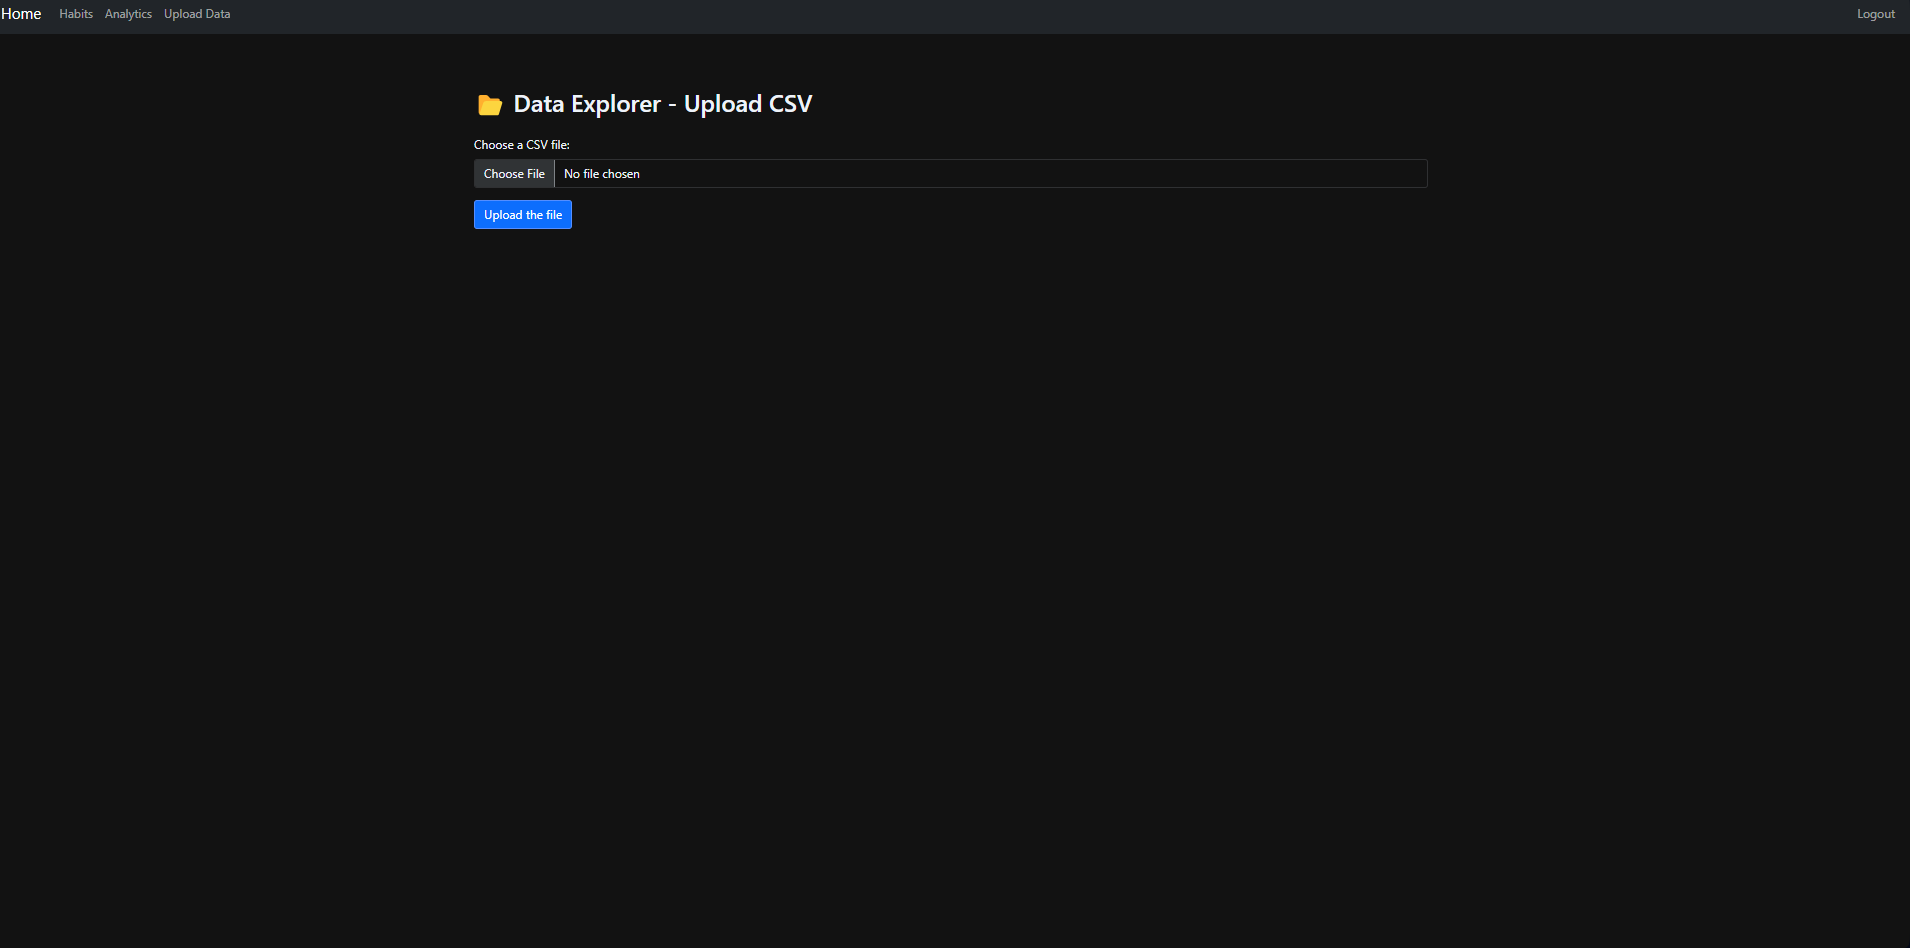 Home Habits Analytics Upload Data Logout
Data Explorer - Upload CSV
Choose a CSV file:
Choose File No file chosen
Upload the file